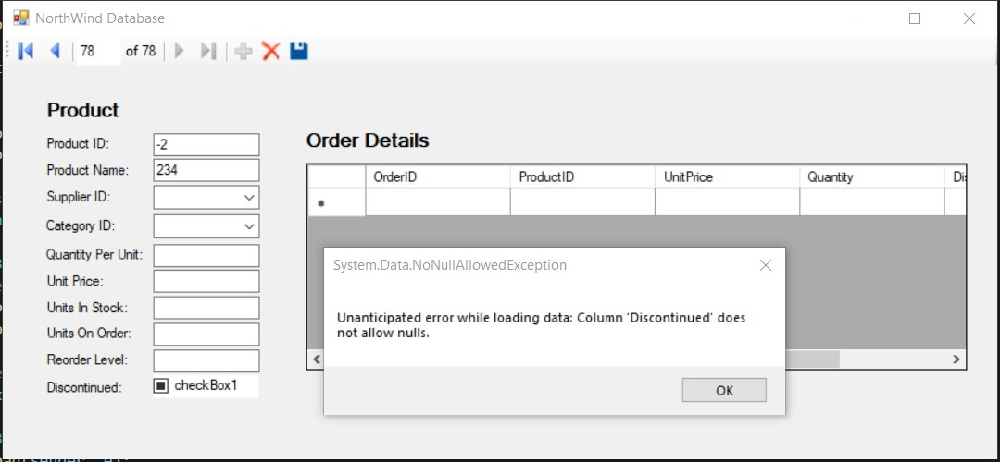 NorthWind Database
78 of 78
Product
Product ID: -2
Product Name: 234
Supplier ID:
Category ID:
Quantity Per Unit:
Unit Price:
Units In Stock:
Units On Order:
Reorder Level:
Discontinued: checkBox1
Order Details
OrderID ProductID UnitPrice Quantity Dis
*
System.Data.NoNullAllowedException
Unanticipated error while loading data: Column 'Discontinued' does
not allow nulls.
OK